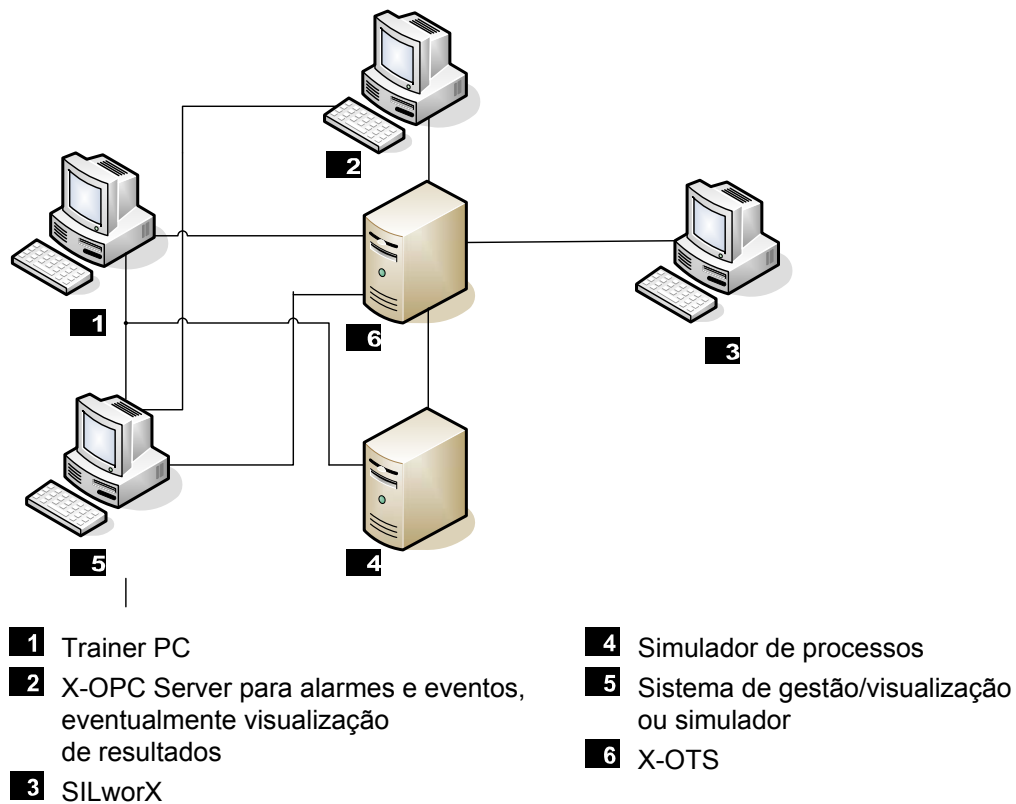 2
1
6
3
5
4
1 Trainer PC
2 X-OPC Server para alarmes e eventos,
eventualmente visualização
de resultados
3 SILworX
4 Simulador de processos
5 Sistema de gestão/visualização
ou simulador
6 X-OTS